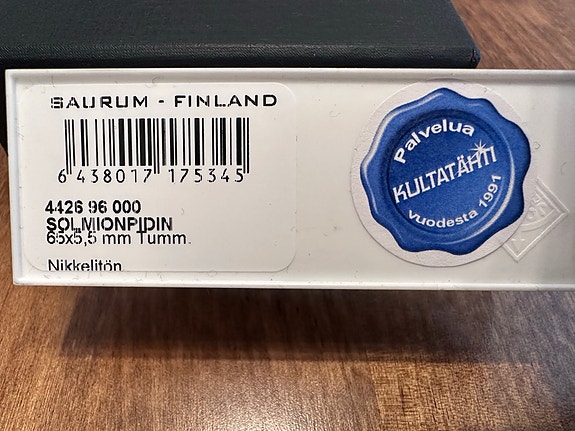 SAURUM - FINLAND
6 438017 175345
4426 96 000
SOLMIONPIDIN
65x5,5 mm Tumm.
Nikkelitön
Palvelua
KULTATÄHTI
vuodesta 1991